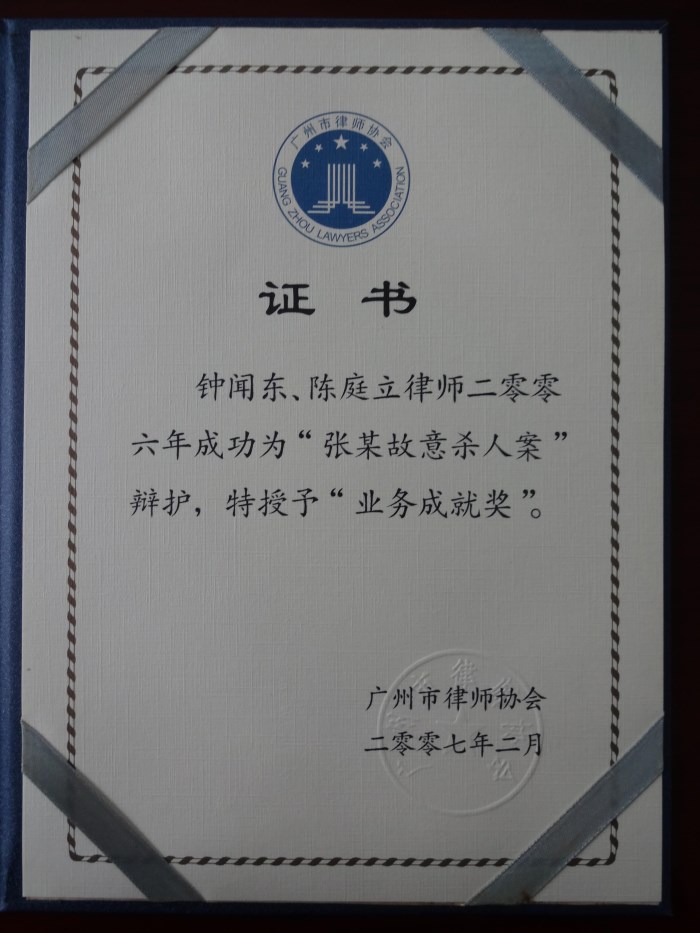 广州市律师协会
GUANG ZHOU LAWYERS ASSOCIATION
证书
钟闻东、陈庭立律师二零零
六年成功为“张某故意杀人案”
辩护，特授予“业务成就奖”。
广州市律师协会
二零零七年二月